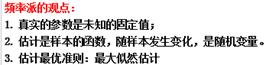 频率派的观点：
1. 真实的参数是未知的固定值；
2. 估计是样本的函数，随样本发生变化，是随机变量。
3. 估计最优准则：最大似然估计